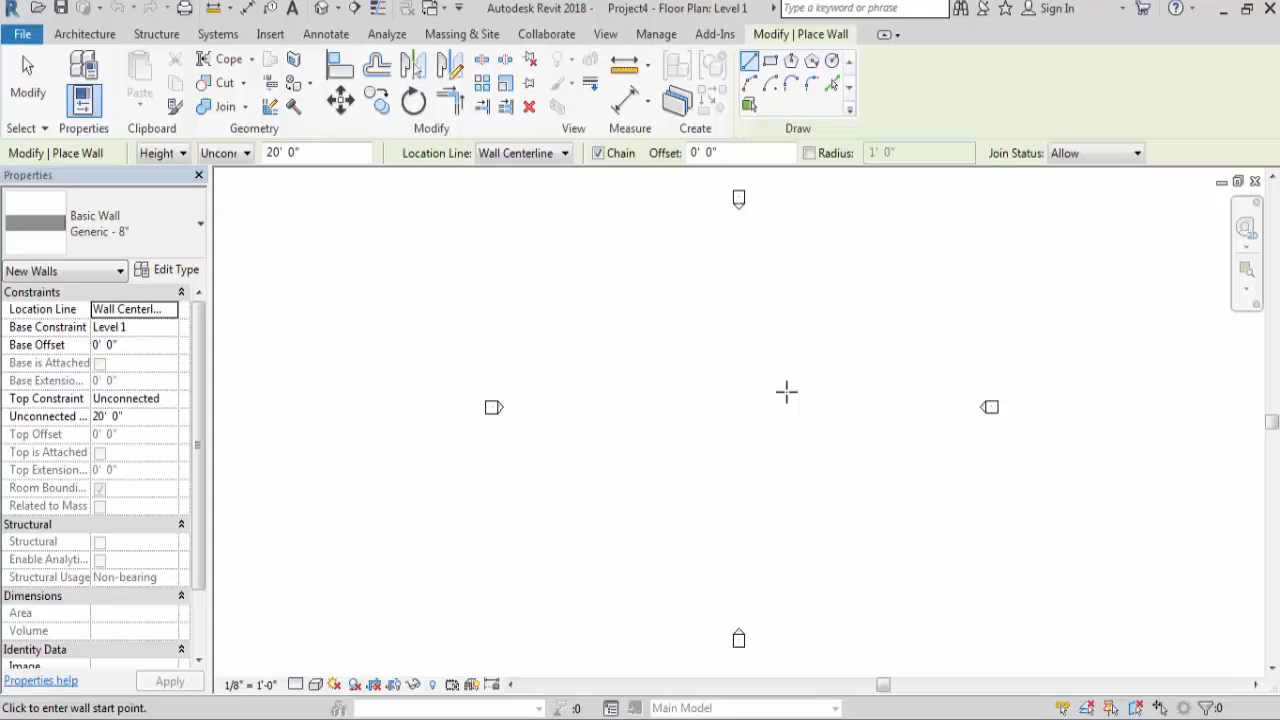 Autodesk Revit 2018 - Project4 - Floor Plan: Level 1
Type a keyword or phrase
Sign In
File Architecture Structure Systems Insert Annotate Analyze Massing & Site Collaborate View Manage Add-Ins Modify | Place Wall
Modify
Paste
Cope
Cut
Join
Select Properties Clipboard Geometry Modify View Measure Create Draw
Modify | Place Wall Height Uncon 20' 0" Location Line: Wall Centerline Chain Offset: 0' 0" Radius: 1' 0" Join Status: Allow
Properties
Basic Wall
Generic - 8"
New Walls Edit Type
Constraints
Location Line Wall Centerl...
Base Constraint Level 1
Base Offset 0' 0"
Base is Attached
Base Extensio... 0' 0"
Top Constraint Unconnected
Unconnected ... 20' 0"
Top Offset 0' 0"
Top is Attached
Top Extension... 0' 0"
Room Boundi...
Related to Mass
Structural
Structural
Enable Analyti...
Structural Usage Non-bearing
Dimensions
Area
Volume
Identity Data
Image
Properties help Apply
1/8" = 1'-0"
Click to enter wall start point.
:0
Main Model
:0
2D